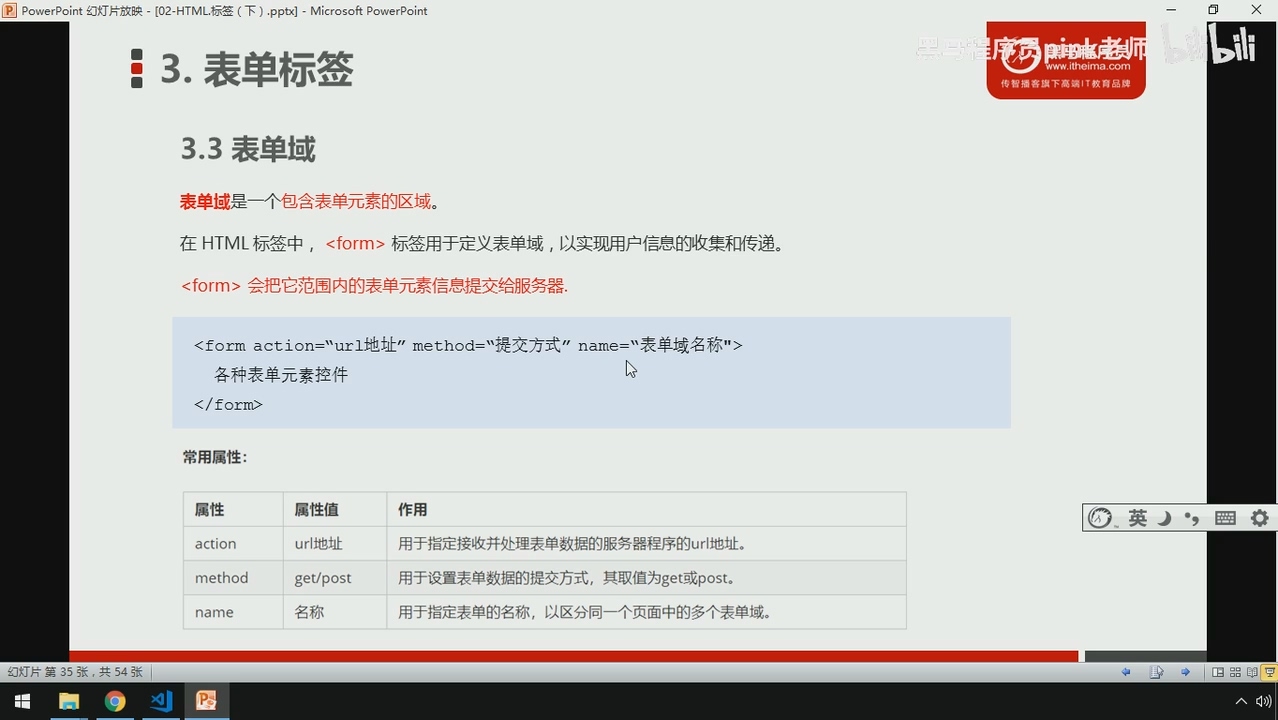 PowerPoint 幻灯片放映 - [02-HTML标签（下）.pptx] - Microsoft PowerPoint
3. 表单标签
黑马程序员pink老师
bilibili
www.itheima.com
传智播客旗下高端IT教育品牌
3.3 表单域
表单域是一个包含表单元素的区域。
在 HTML 标签中， <form> 标签用于定义表单域，以实现用户信息的收集和传递。
<form> 会把它范围内的表单元素信息提交给服务器.
<form action=“url地址” method=“提交方式” name=“表单域名称">
各种表单元素控件
</form>
常用属性：
属性 属性值 作用
action url地址 用于指定接收并处理表单数据的服务器程序的url地址。
method get/post 用于设置表单数据的提交方式，其取值为get或post。
name 名称 用于指定表单的名称，以区分同一个页面中的多个表单域。
英
幻灯片 第 35 张，共 54 张